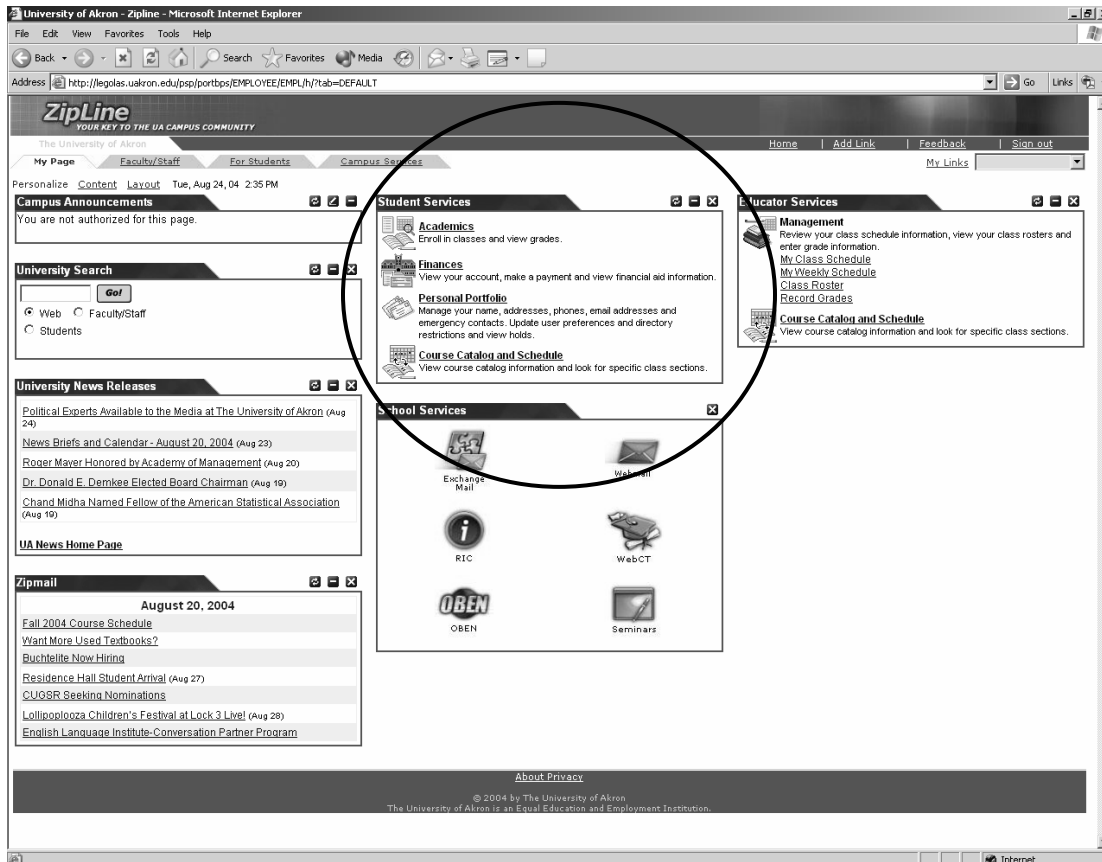 University of Akron - Zipline - Microsoft Internet Explorer
File Edit View Favorites Tools Help
Back Search Favorites Media
Address http://legolas.uakron.edu/psp/portbps/EMPLOYEE/EMPL/h/?tab=DEFAULT Go Links
ZipLine
YOUR KEY TO THE UA CAMPUS COMMUNITY
The University of Akron
Home | Add Link | Feedback | Sign out
My Page Faculty/Staff For Students Campus Services
My Links
Personalize Content Layout Tue, Aug 24, 04 2:35 PM
Campus Announcements
You are not authorized for this page.
University Search
Go!
Web Faculty/Staff
Students
University News Releases
Political Experts Available to the Media at The University of Akron (Aug
24)
News Briefs and Calendar - August 20, 2004 (Aug 23)
Roger Mayer Honored by Academy of Management (Aug 20)
Dr. Donald E. Demkee Elected Board Chairman (Aug 19)
Chand Midha Named Fellow of the American Statistical Association
(Aug 19)
UA News Home Page
Zipmail
August 20, 2004
Fall 2004 Course Schedule
Want More Used Textbooks?
Buchtelite Now Hiring
Residence Hall Student Arrival (Aug 27)
CUGSR Seeking Nominations
Lollipoplooza Children's Festival at Lock 3 Live! (Aug 28)
English Language Institute-Conversation Partner Program
Student Services
Academics
Enroll in classes and view grades.
Finances
View your account, make a payment and view financial aid information.
Personal Portfolio
Manage your name, addresses, phones, email addresses and
emergency contacts. Update user preferences and directory
restrictions and view holds.
Course Catalog and Schedule
View course catalog information and look for specific class sections.
School Services
Exchange
Mail
Webmail
RIC
WebCT
OBEN
OBEN
Seminars
Educator Services
Management
Review your class schedule information, view your class rosters and
enter grade information.
My Class Schedule
My Weekly Schedule
Class Roster
Record Grades
Course Catalog and Schedule
View course catalog information and look for specific class sections.
About Privacy
© 2004 by The University of Akron
The University of Akron is an Equal Education and Employment Institution.
Internet